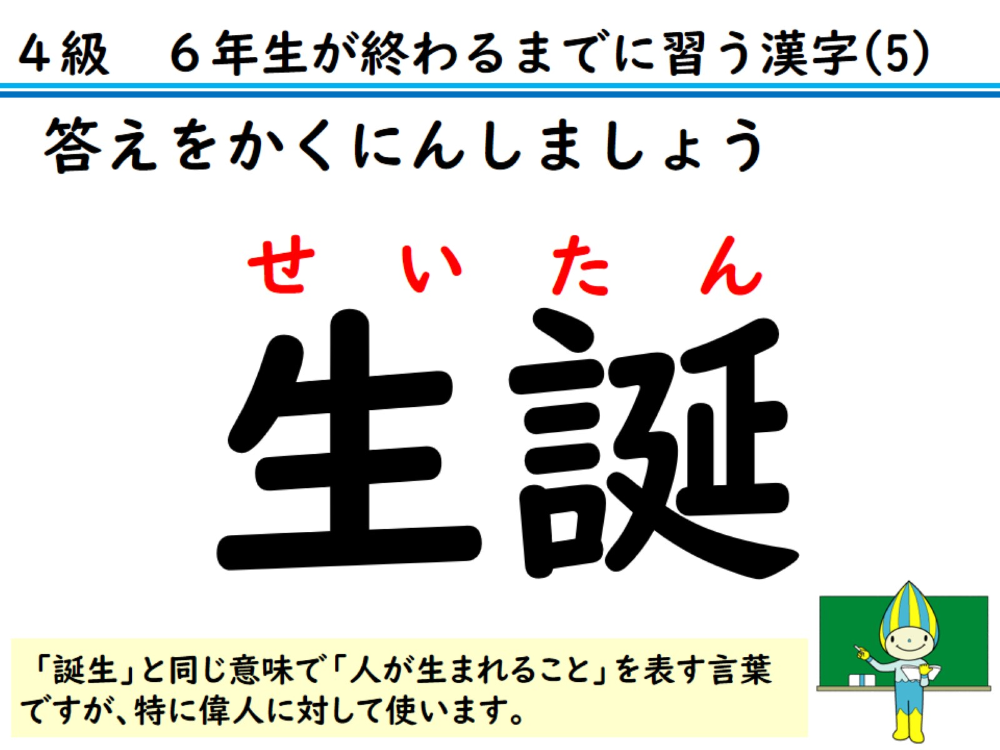 ４級　６年生が終わるまでに習う漢字(5)
答えをかくにんしましょう
せいたん
生誕
「誕生」と同じ意味で「人が生まれること」を表す言葉
ですが、特に偉人に対して使います。